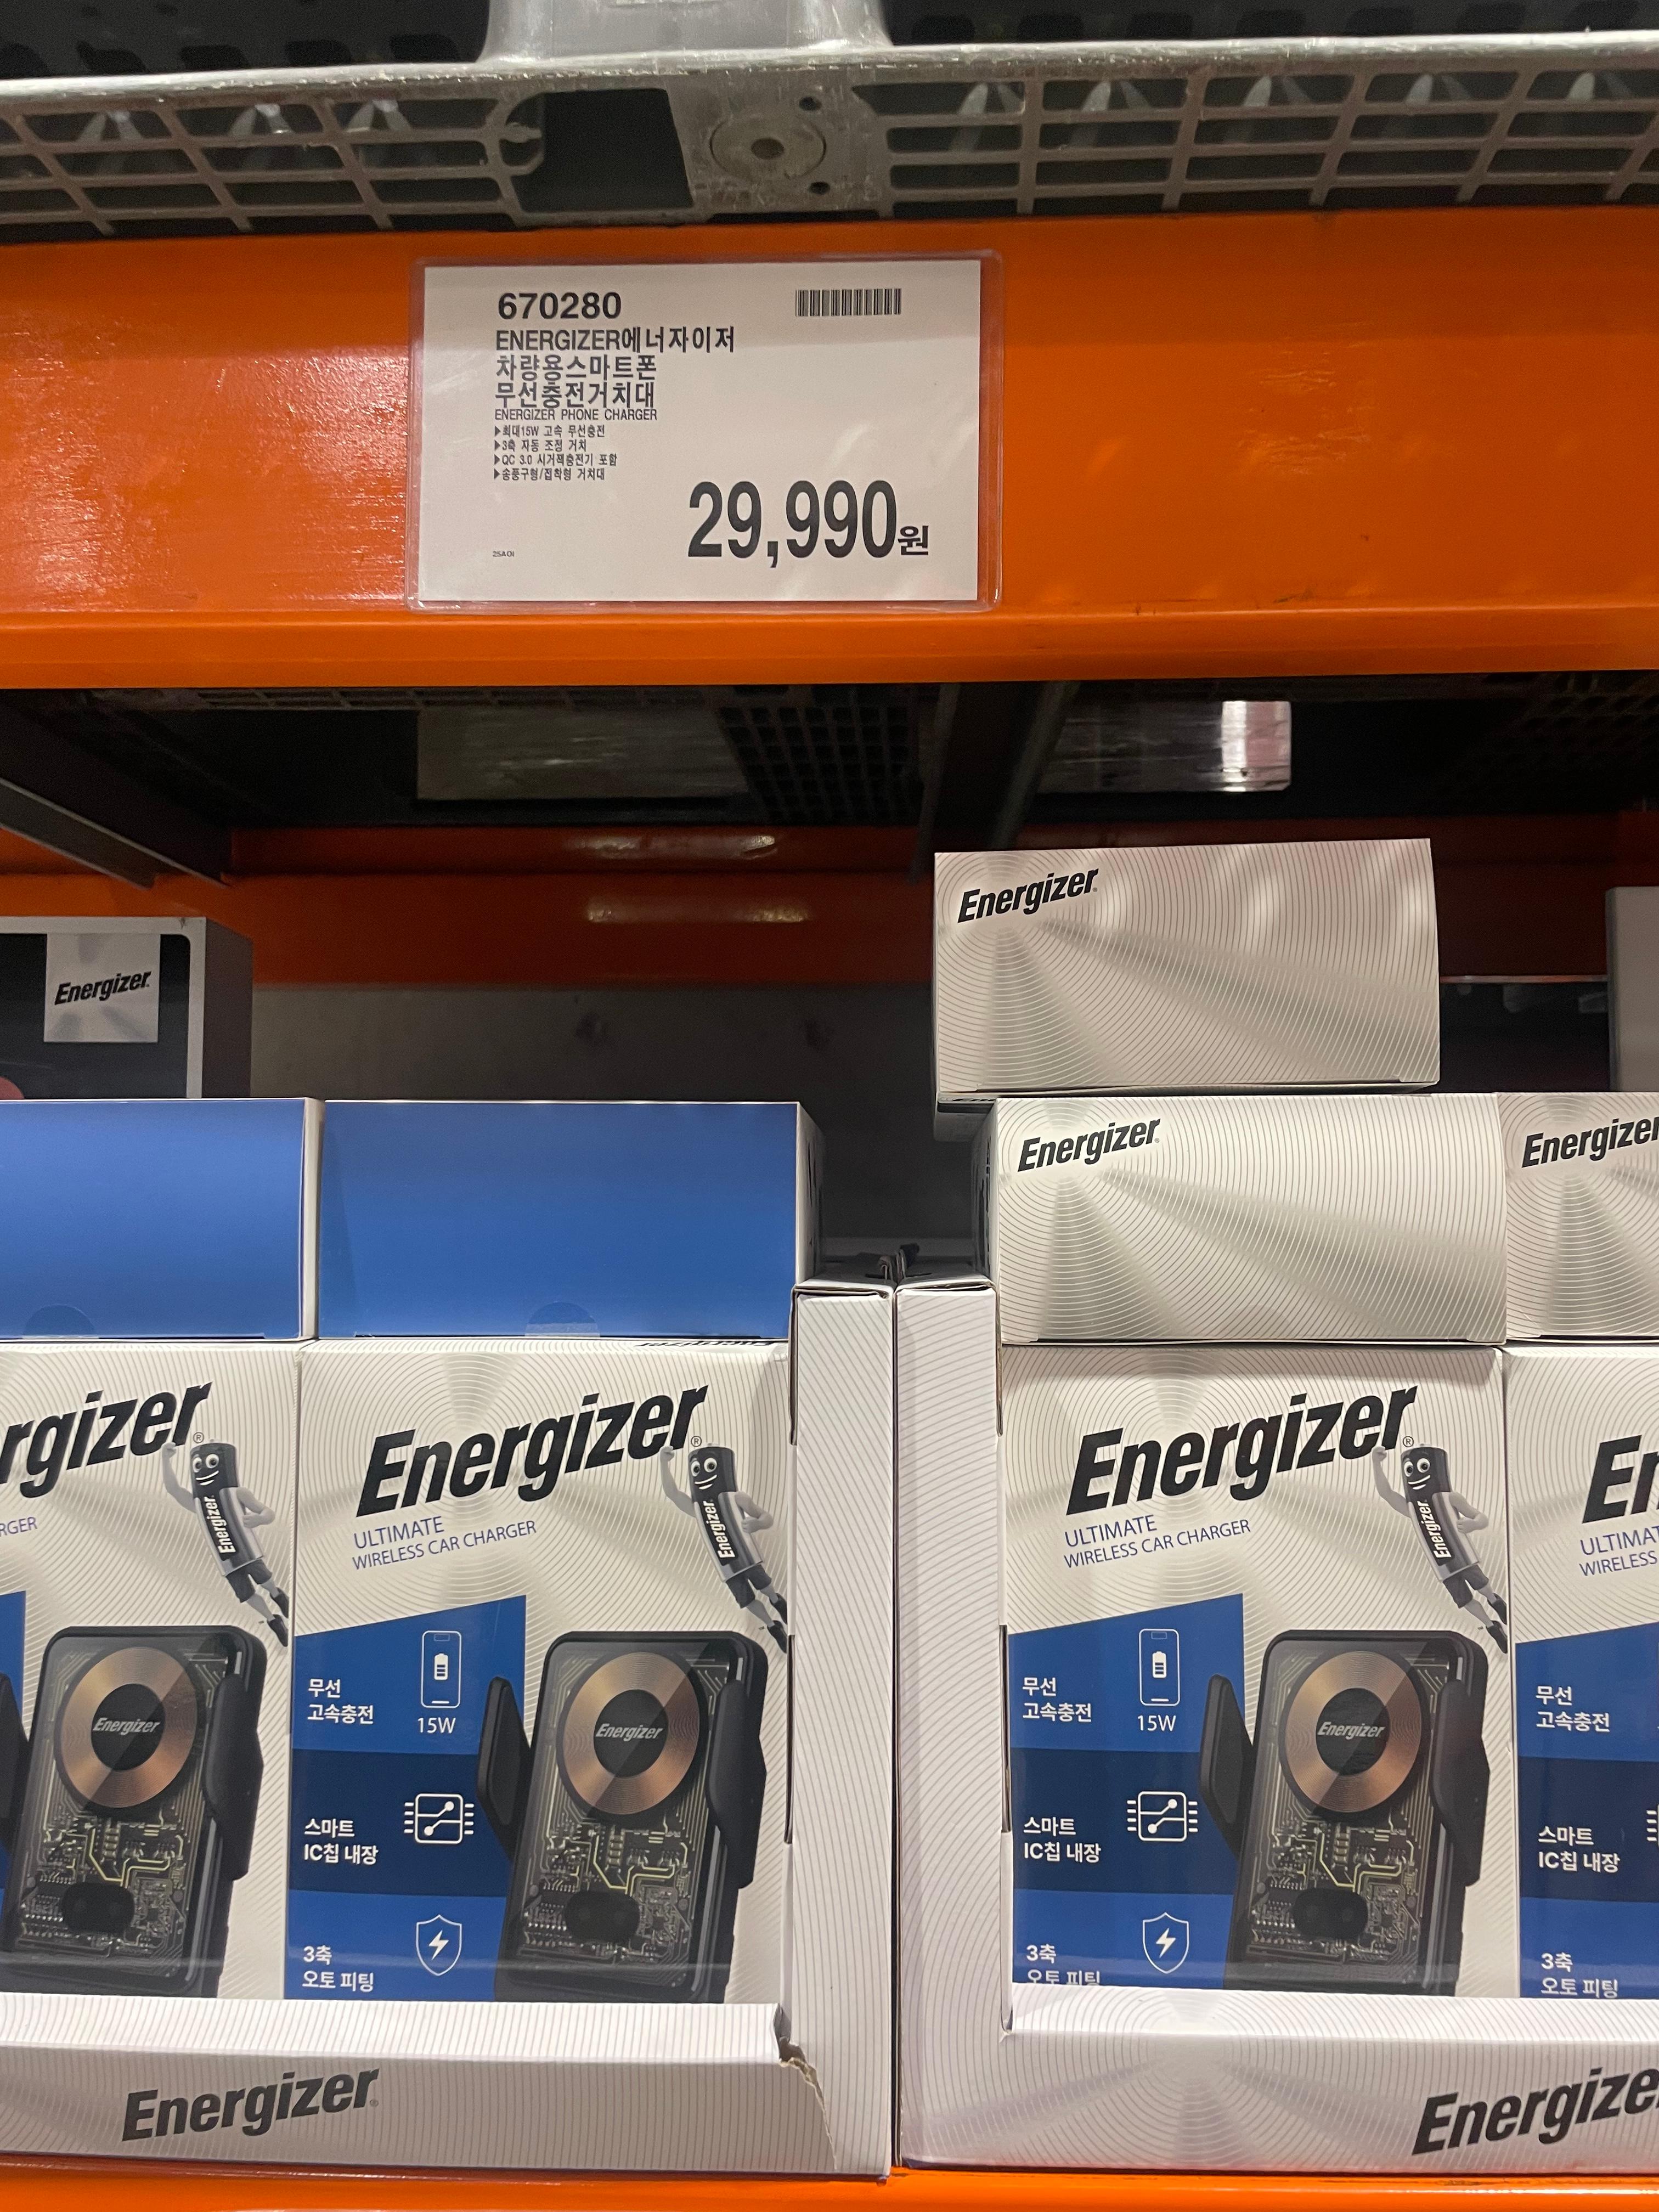 670280
ENERGIZER에너자이저
차량용스마트폰
무선충전거치대
ENERGIZER PHONE CHARGER
▶최대15W 고속 무선충전
▶3축 자동 조절 거치
▶QC 3.0 시거잭충전기 포함
▶송풍구형/접착형 거치대
29,990원
25A01
Energizer
Energizer
Energizer
Energizer
rgizer
RGER
Energizer
Energizer
Energizer
ULTIMATE
WIRELESS CAR CHARGER
Energizer
무선
고속충전
15W
Energizer
스마트
IC칩 내장
3축
오토 피팅
Energizer
ULTIMATE
WIRELESS CAR CHARGER
Energizer
무선
고속충전
15W
Energizer
스마트
IC칩 내장
3축
오토 피팅
En
ULTIMAT
WIRELESS
무선
고속충전
스마트
IC칩 내장
3축
오토 피팅
Energizer
Energize